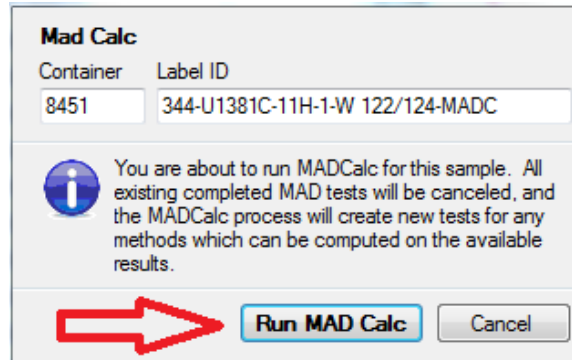 Mad Calc
Container Label ID
8451 344-U1381C-11H-1-W 122/124-MADC
You are about to run MADCalc for this sample. All
existing completed MAD tests will be canceled, and
the MADCalc process will create new tests for any
methods which can be computed on the available
results.
Run MAD Calc Cancel